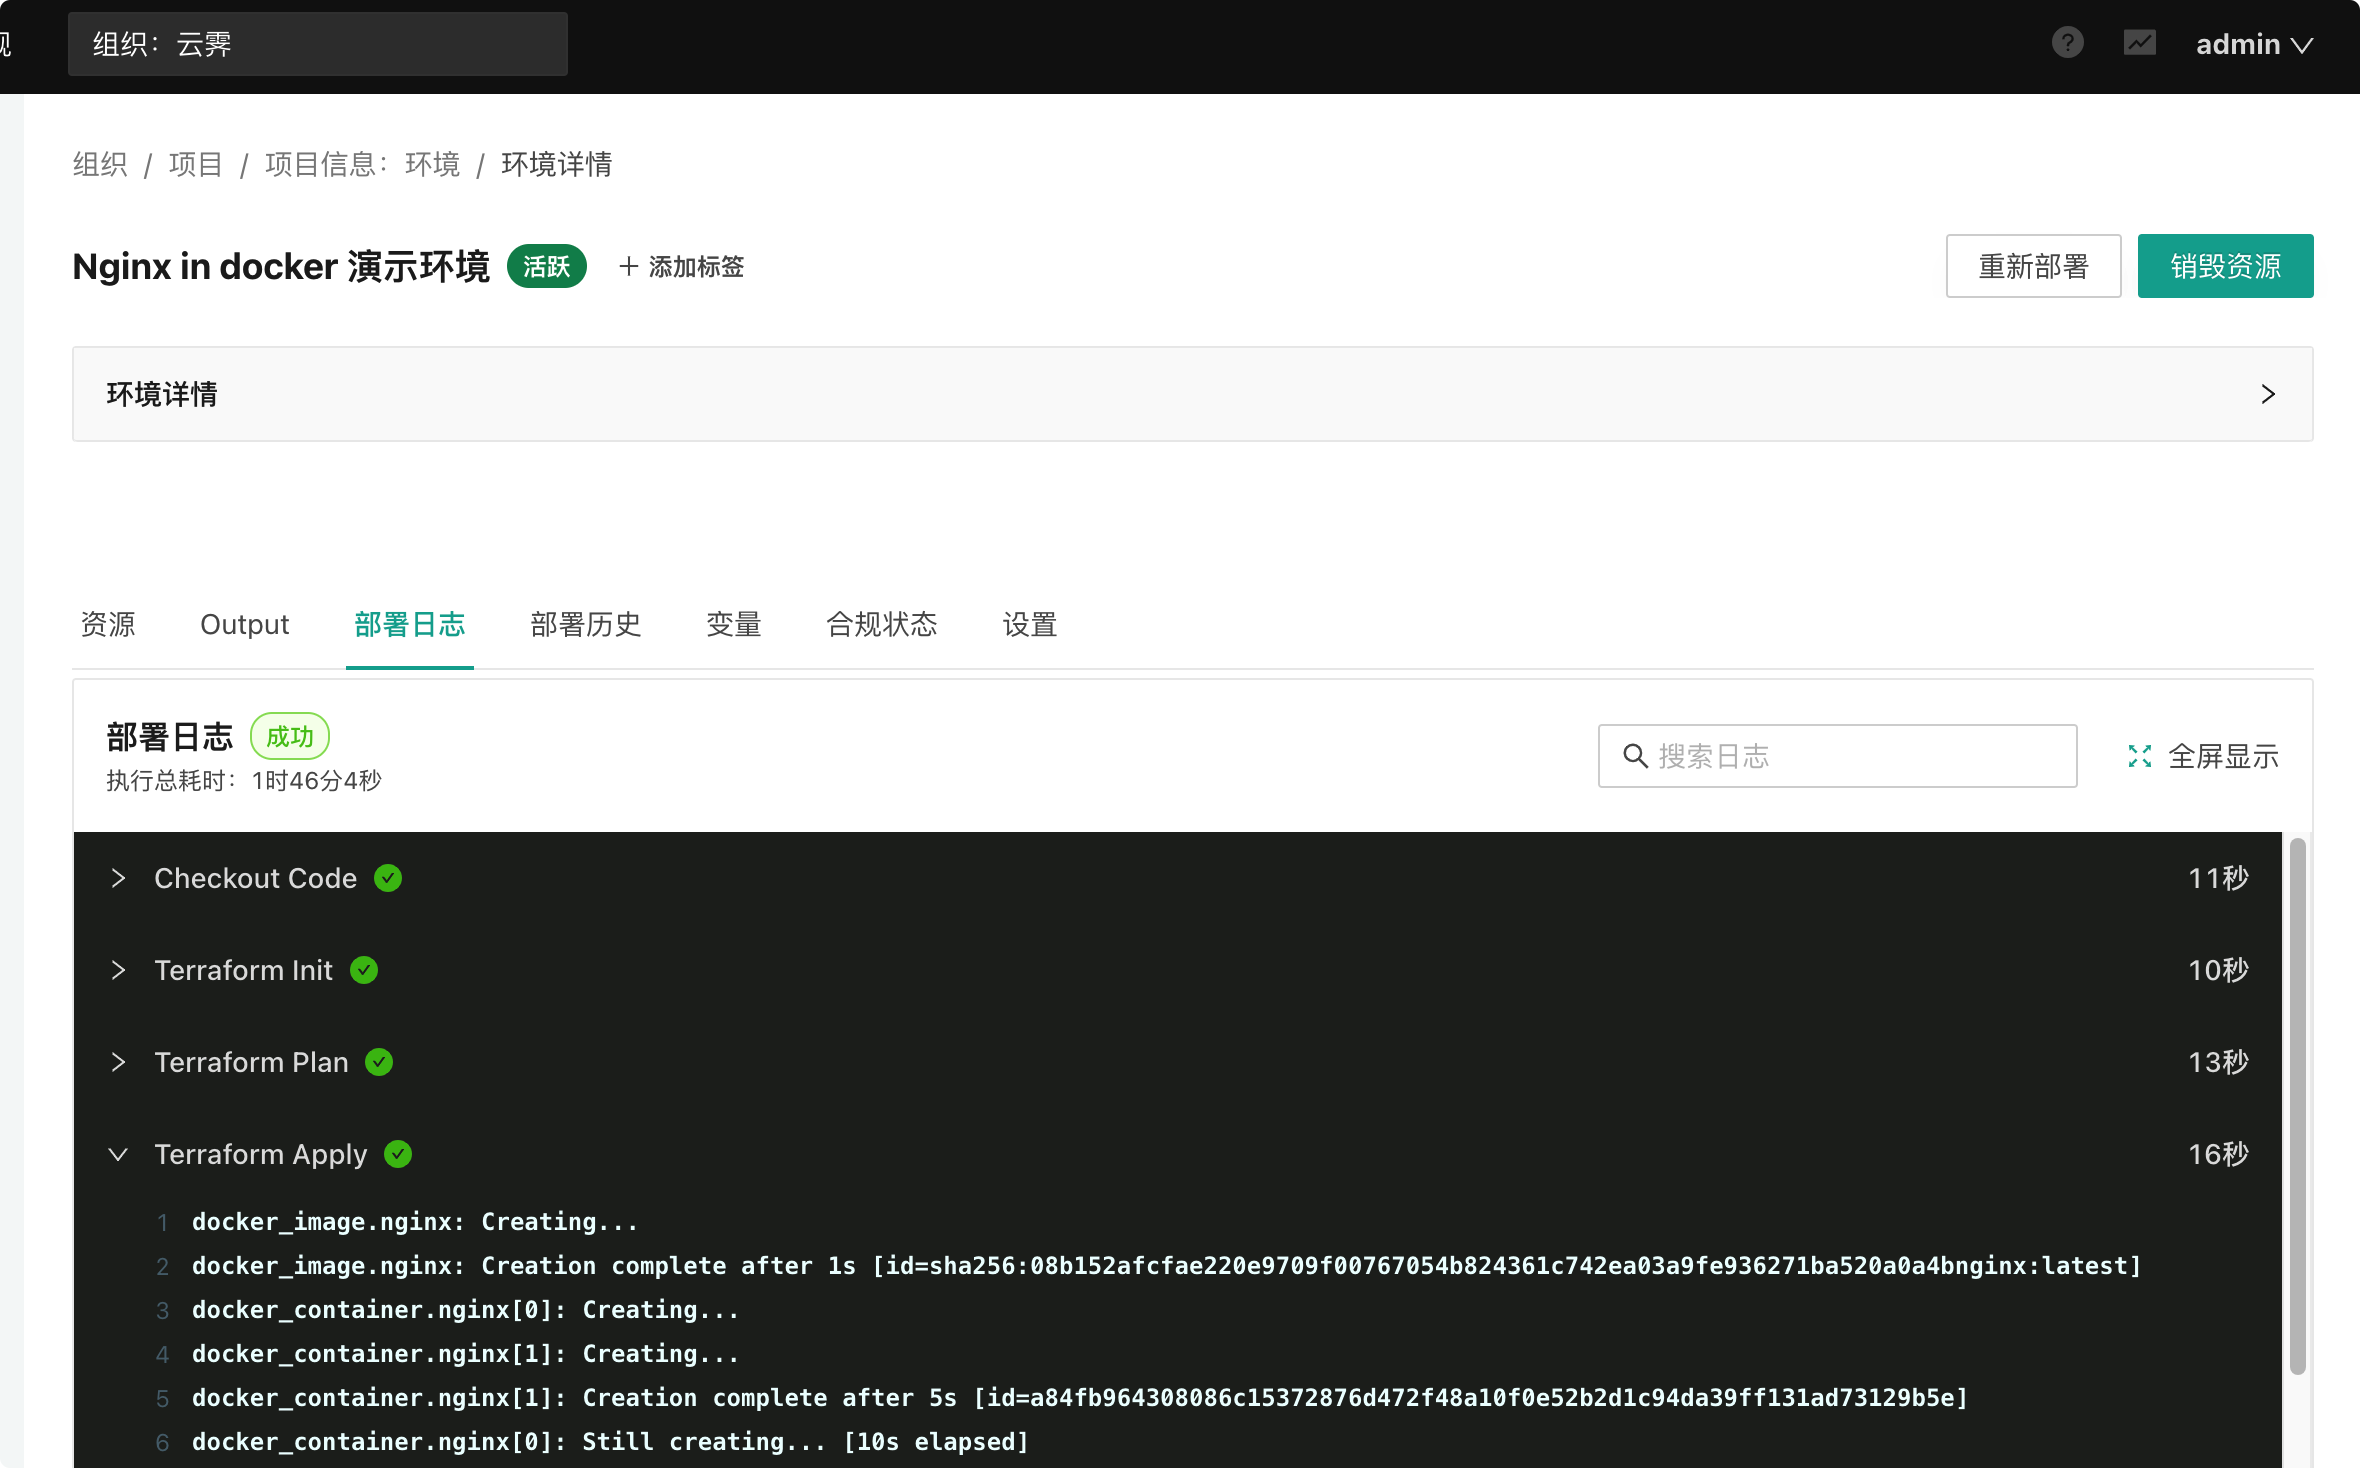 组织：云霁
admin
组织 / 项目 / 项目信息：环境 / 环境详情
Nginx in docker 演示环境 活跃 + 添加标签
重新部署 销毁资源
环境详情
资源 Output 部署日志 部署历史 变量 合规状态 设置
部署日志 成功
执行总耗时：1时46分4秒
搜索日志 全屏显示
Checkout Code 11秒
Terraform Init 10秒
Terraform Plan 13秒
Terraform Apply 16秒
1 docker_image.nginx: Creating...
2 docker_image.nginx: Creation complete after 1s [id=sha256:08b152afcfae220e9709f00767054b824361c742ea03a9fe936271ba520a0a4bnginx:latest]
3 docker_container.nginx[0]: Creating...
4 docker_container.nginx[1]: Creating...
5 docker_container.nginx[1]: Creation complete after 5s [id=a84fb964308086c15372876d472f48a10f0e52b2d1c94da39ff131ad73129b5e]
6 docker_container.nginx[0]: Still creating... [10s elapsed]